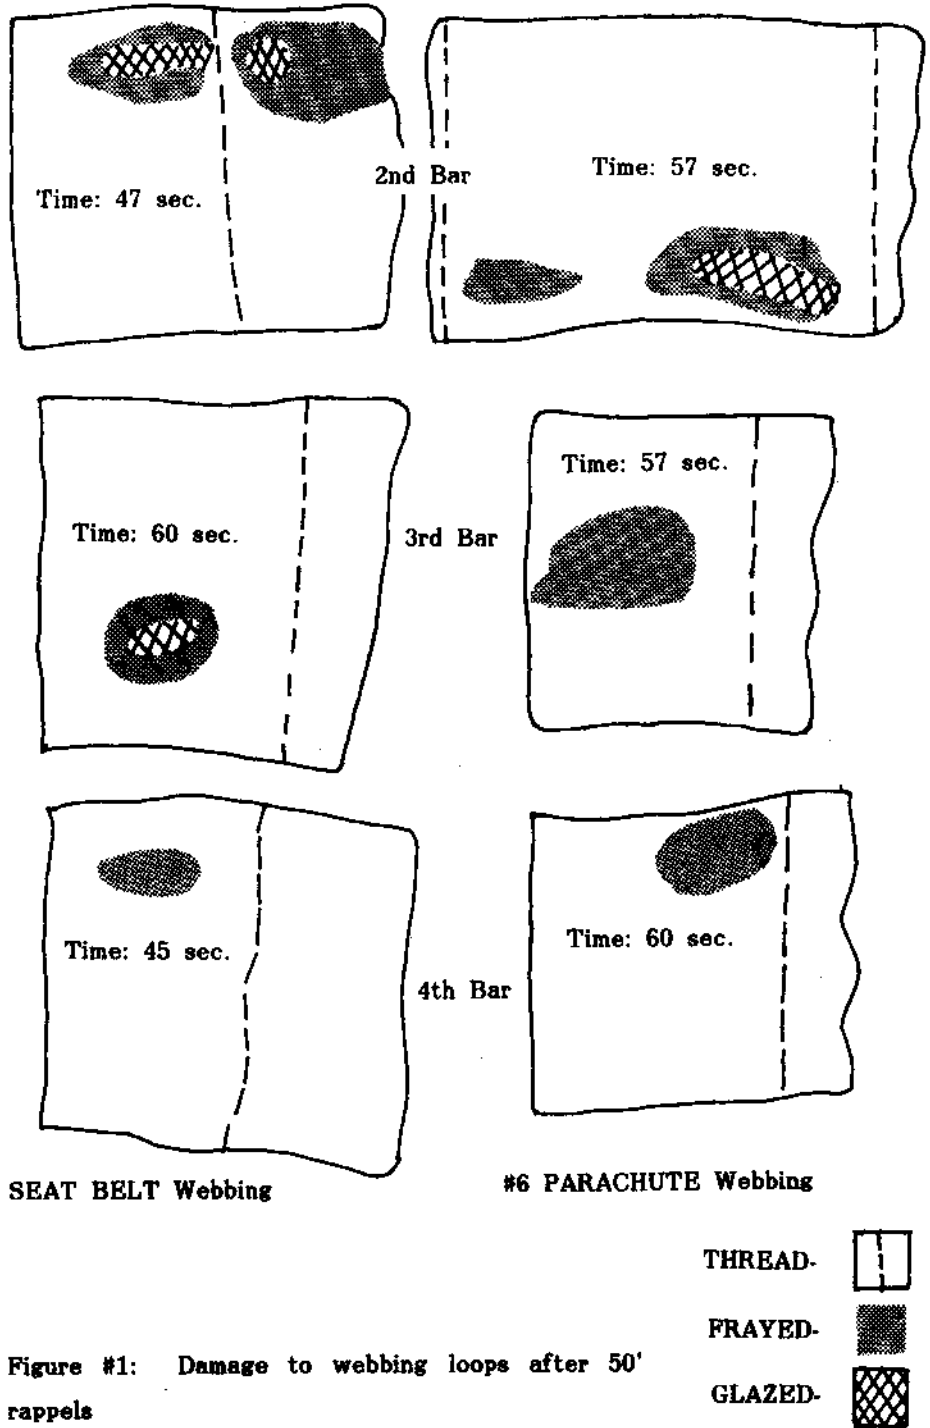 Time: 47 sec.
2nd Bar
Time: 57 sec.
Time: 60 sec.
3rd Bar
Time: 57 sec.
Time: 45 sec.
4th Bar
Time: 60 sec.
SEAT BELT Webbing
#6 PARACHUTE Webbing
THREAD-
FRAYED-
GLAZED-
Figure #1: Damage to webbing loops after 50'
rappels